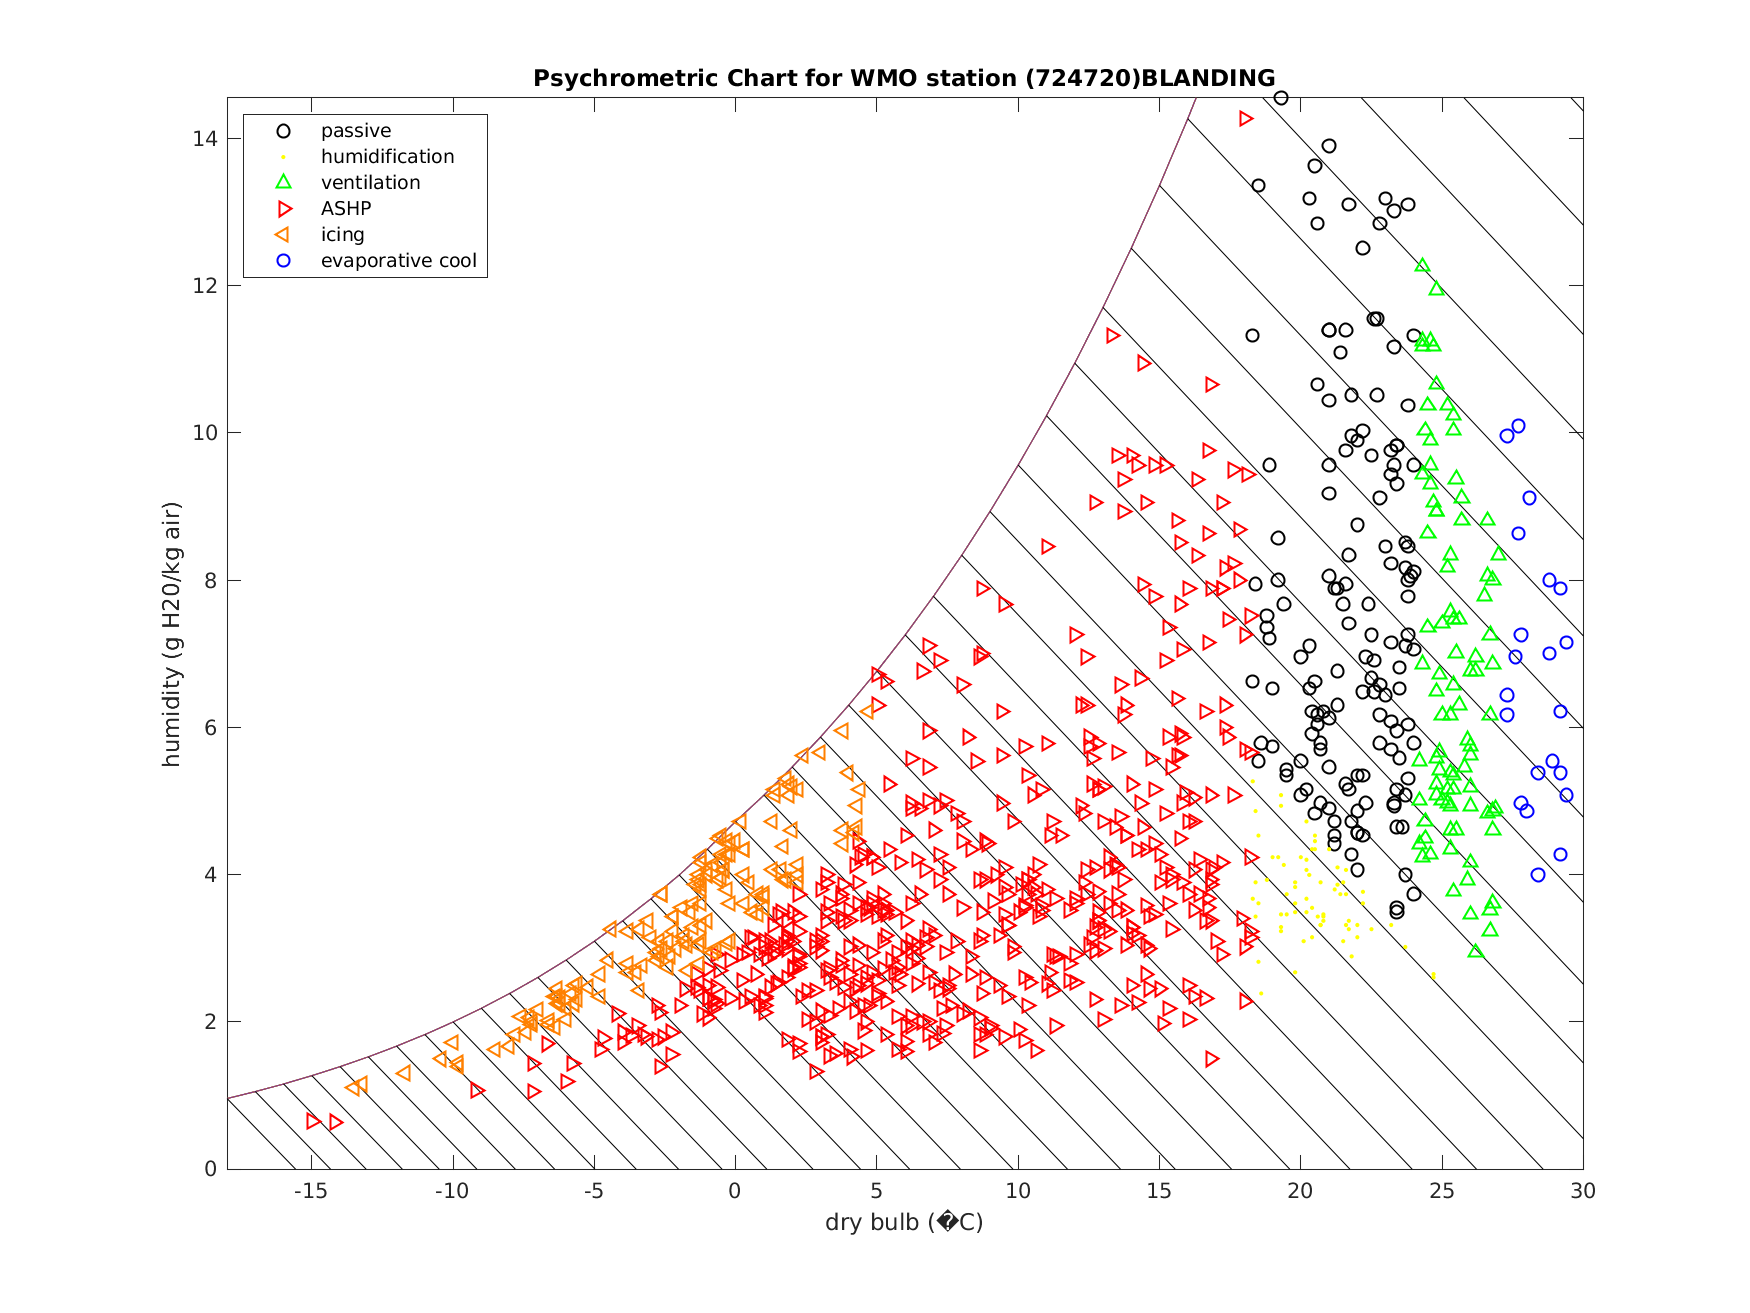 Psychrometric Chart for WMO station (724720)BLANDING
passive
humidification
ventilation
ASHP
icing
evaporative cool
humidity (g H20/kg air)
14
12
10
8
6
4
2
0
-15 -10 -5 0 5 10 15 20 25 30
dry bulb (�C)